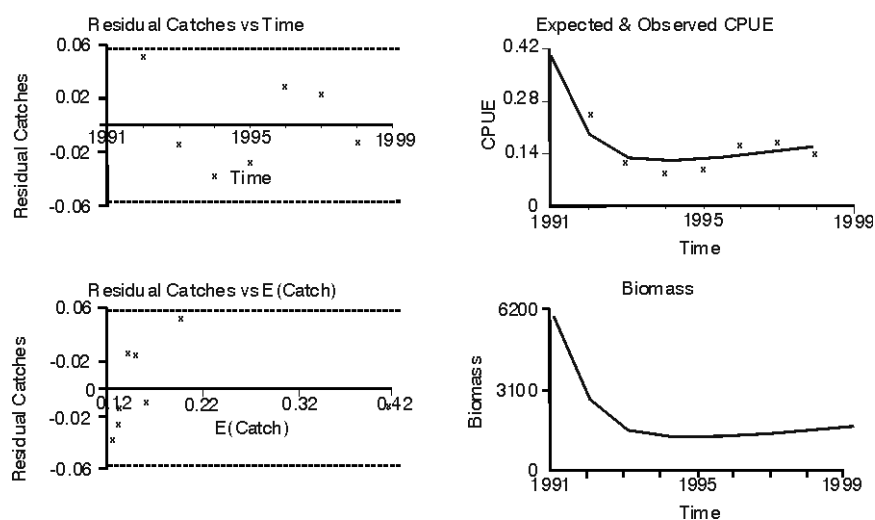 Residual Catches vs Time
0.06
0.02
-0.02
-0.06
1991
1995
1999
Time
Residual Catches
Expected & Observed CPUE
0.42
0.28
0.14
0
CPUE
1991
1995
1999
Time
Residual Catches vs E(Catch)
0.06
-0.02
0
-0.02
-0.06
0.12
0.22
0.32
0.42
E(Catch)
Residual Catches
Biomass
6200
3100
0
Biomass
1991
1995
1999
Time